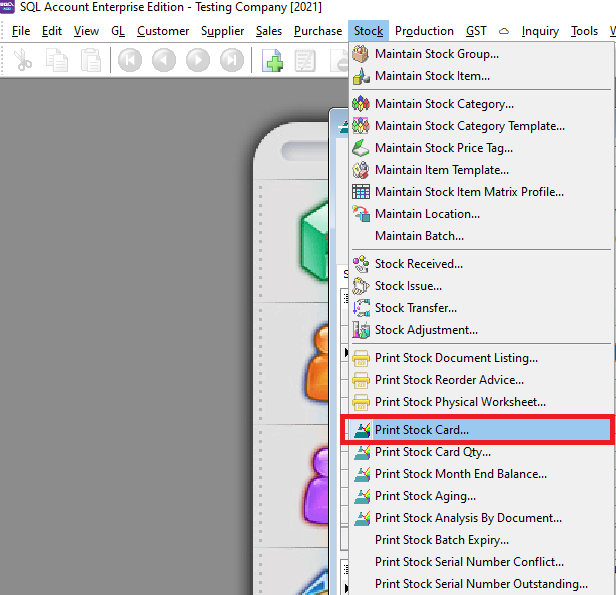 SQL Account Enterprise Edition - Testing Company [2021]
File Edit View GL Customer Supplier Sales Purchase Stock Production GST Inquiry Tools
Maintain Stock Group...
Maintain Stock Item...
Maintain Stock Category...
Maintain Stock Category Template...
Maintain Stock Price Tag...
Maintain Item Template...
Maintain Stock Item Matrix Profile...
Maintain Location...
Maintain Batch...
Stock Received...
Stock Issue...
Stock Transfer...
Stock Adjustment...
Print Stock Document Listing...
Print Stock Reorder Advice...
Print Stock Physical Worksheet...
Print Stock Card...
Print Stock Card Qty...
Print Stock Month End Balance...
Print Stock Aging...
Print Stock Analysis By Document...
Print Stock Batch Expiry...
Print Stock Serial Number Conflict...
Print Stock Serial Number Outstanding...